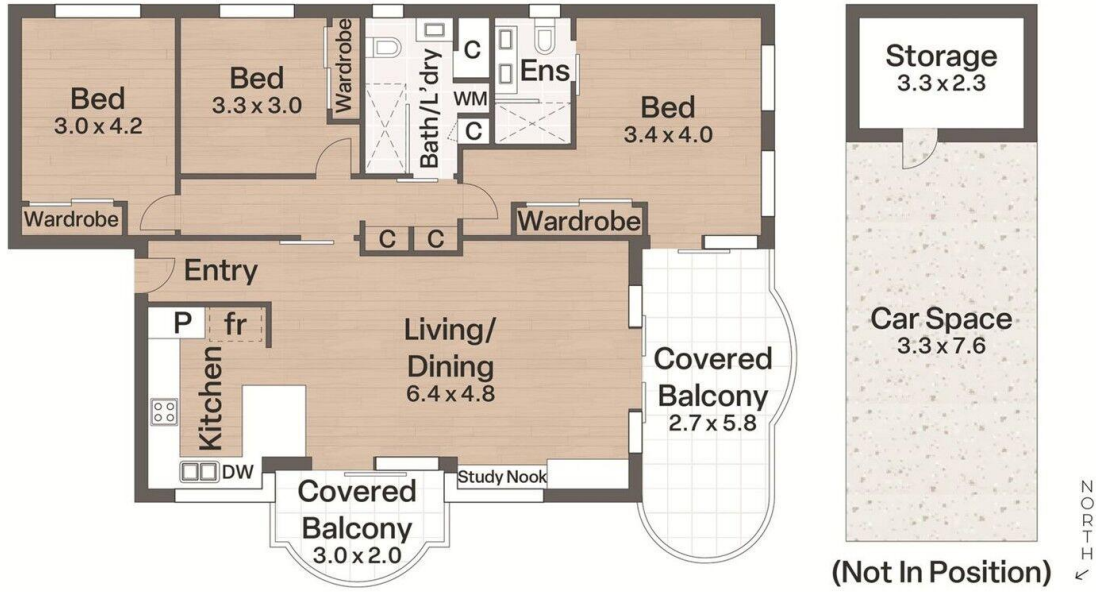 Bed
3.0 x 4.2
Wardrobe
Bed
3.3 x 3.0
Wardrobe
Bath/L'dry
C
WM
C
Ens
Bed
3.4 x 4.0
Wardrobe
C
C
Entry
P
fr
Kitchen
DW
Living/
Dining
6.4 x 4.8
Study Nook
Covered
Balcony
3.0 x 2.0
Covered
Balcony
2.7 x 5.8
Storage
3.3 x 2.3
Car Space
3.3 x 7.6
(Not In Position)
NORTH